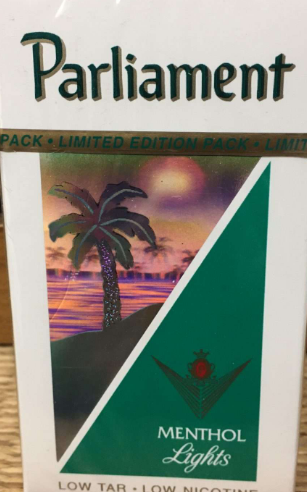 Parliament
PACK • LIMITED EDITION PACK • LIMIT
MENTHOL
Lights
LOW TAR • LOW NICOTINE